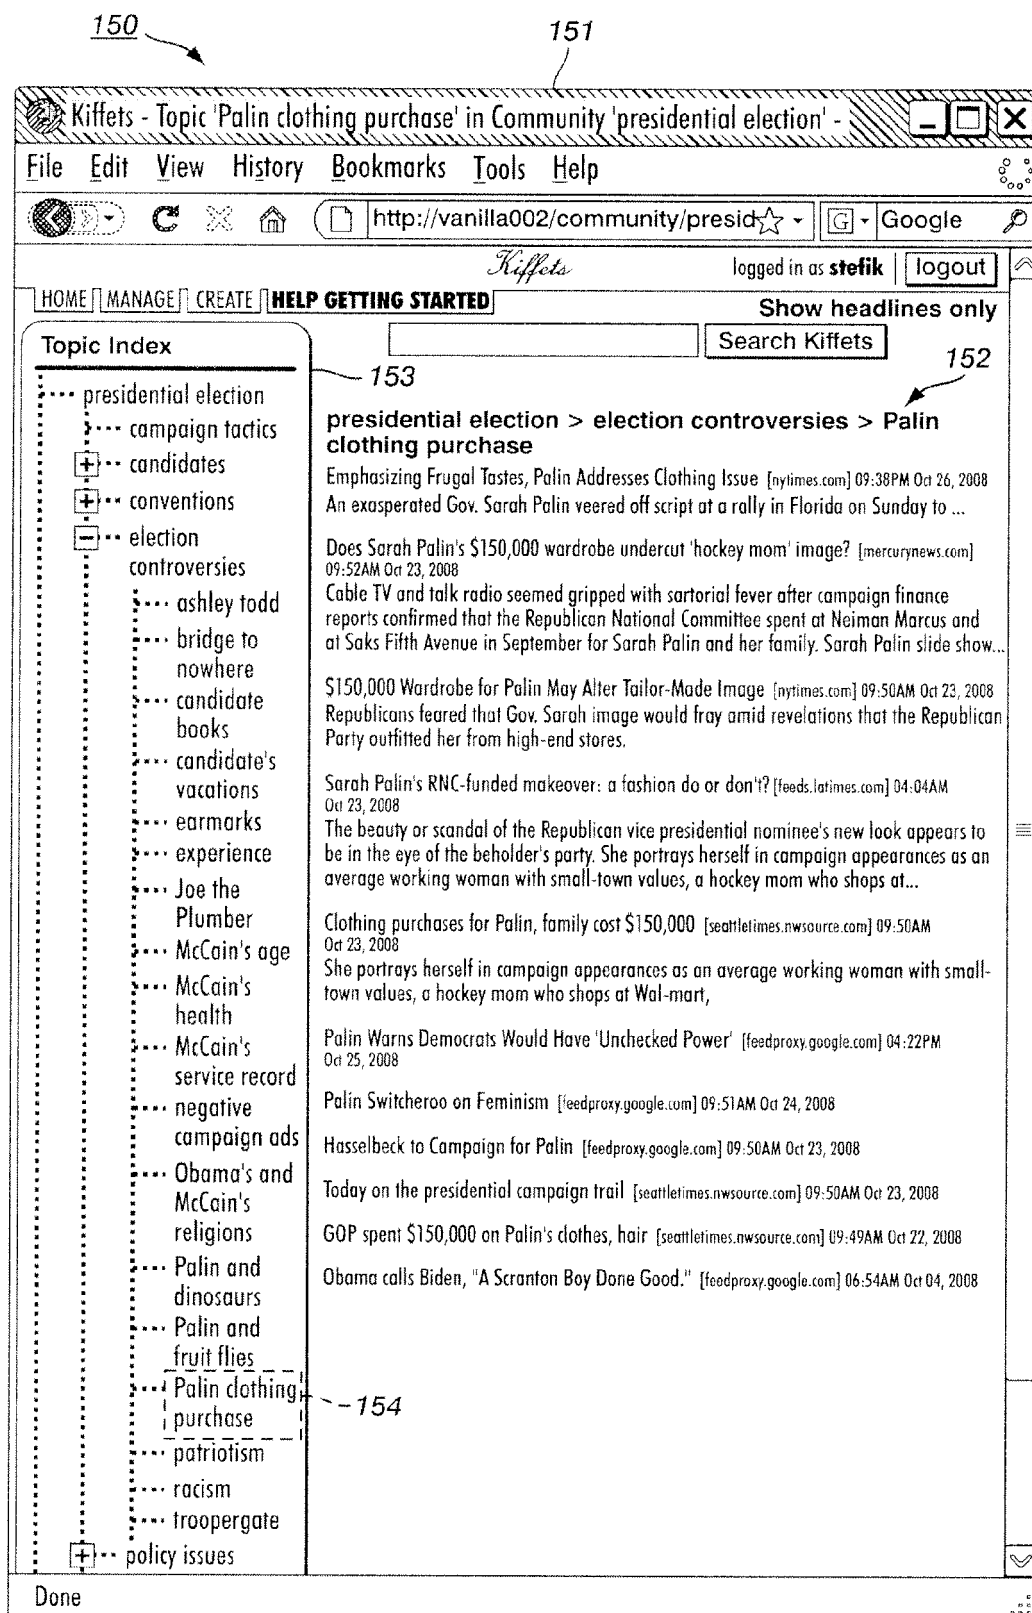 150
151
Kiffets - Topic 'Palin clothing purchase' in Community 'presidential election' -
File Edit View History Bookmarks Tools Help
http://vanilla002/community/presid
G
Google
Kiffets
logged in as stefik
logout
HOME MANAGE CREATE HELP GETTING STARTED
Show headlines only
Search Kiffets
Topic Index
153
152
presidential election
campaign tactics
candidates
conventions
election
controversies
ashley todd
bridge to
nowhere
candidate
books
candidate's
vacations
earmarks
experience
Joe the
Plumber
McCain's age
McCain's
health
McCain's
service record
negative
campaign ads
Obama's and
McCain's
religions
Palin and
dinosaurs
Palin and
fruit flies
Palin clothing
purchase
154
patriotism
racism
troopergate
policy issues
presidential election > election controversies > Palin
clothing purchase
Emphasizing Frugal Tastes, Palin Addresses Clothing Issue [nytimes.com] 09:38PM Oct 26, 2008
An exasperated Gov. Sarah Palin veered off script at a rally in Florida on Sunday to ...
Does Sarah Palin's $150,000 wardrobe undercut 'hockey mom' image? [mercurynews.com]
09:52AM Oct 23, 2008
Cable TV and talk radio seemed gripped with sartorial fever after campaign finance
reports confirmed that the Republican National Committee spent at Neiman Marcus and
at Saks Fifth Avenue in September for Sarah Palin and her family. Sarah Palin slide show...
$150,000 Wardrobe for Palin May Alter Tailor-Made Image [nytimes.com] 09:50AM Oct 23, 2008
Republicans feared that Gov. Sarah image would fray amid revelations that the Republican
Party outfitted her from high-end stores.
Sarah Palin's RNC-funded makeover: a fashion do or don't? [feeds.latimes.com] 04:04AM
Oct 23, 2008
The beauty or scandal of the Republican vice presidential nominee's new look appears to
be in the eye of the beholder's party. She portrays herself in campaign appearances as an
average working woman with small-town values, a hockey mom who shops at...
Clothing purchases for Palin, family cost $150,000 [seattletimes.nwsource.com] 09:50AM
Oct 23, 2008
She portrays herself in campaign appearances as an average working woman with small-
town values, a hockey mom who shops at Wal-mart,
Palin Warns Democrats Would Have 'Unchecked Power' [feedproxy.google.com] 04:22PM
Oct 25, 2008
Palin Switcheroo on Feminism [feedproxy.google.com] 09:51AM Oct 24, 2008
Hasselbeck to Campaign for Palin [feedproxy.google.com] 09:50AM Oct 23, 2008
Today on the presidential campaign trail [seattletimes.nwsource.com] 09:50AM Oct 23, 2008
GOP spent $150,000 on Palin's clothes, hair [seattletimes.nwsource.com] 09:49AM Oct 22, 2008
Obama calls Biden, "A Scranton Boy Done Good." [feedproxy.google.com] 06:54AM Oct 04, 2008
Done